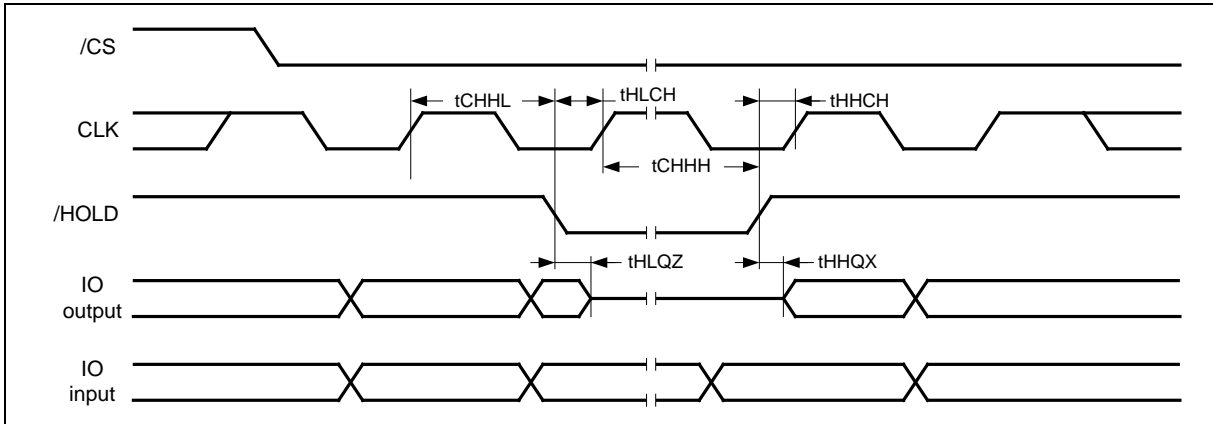 /CS
tCHHL
tHLCH
tHHCH
CLK
tCHHH
/HOLD
tHLQZ
tHHQX
IO
output
IO
input